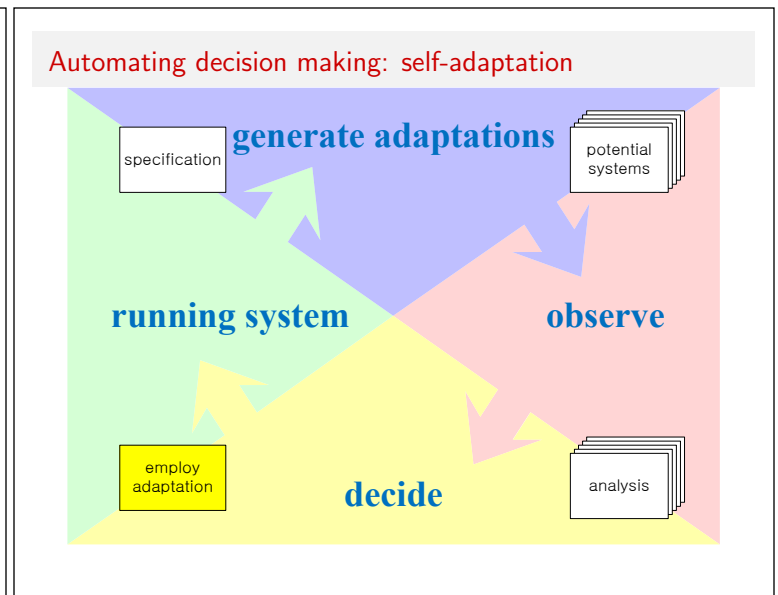 Automating decision making: self-adaptation
generate adaptations
specification
potential
systems
running system
observe
employ
adaptation
decide
analysis